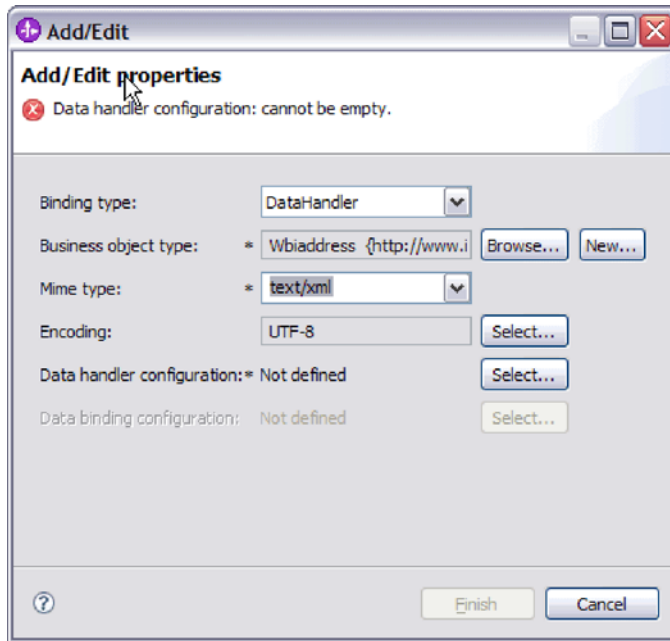 Add/Edit
Add/Edit properties
Data handler configuration: cannot be empty.
Binding type: DataHandler
Business object type: * Wbiaddress {http://www.i Browse... New...
Mime type: * text/xml
Encoding: UTF-8 Select...
Data handler configuration:* Not defined Select...
Data binding configuration: Not defined Select...
Finish Cancel